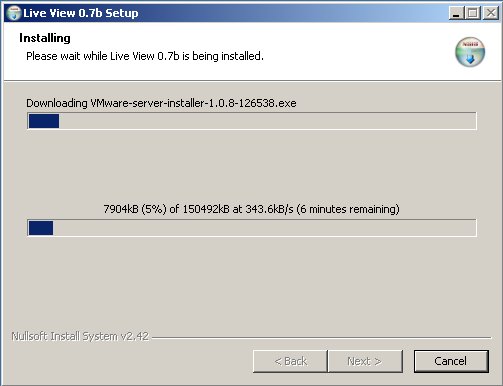 Live View 0.7b Setup
Installing
Please wait while Live View 0.7b is being installed.
Downloading VMware-server-installer-1.0.8-126538.exe
7904kB (5%) of 150492kB at 343.6kB/s (6 minutes remaining)
Nullsoft Install System v2.42
< Back
Next >
Cancel